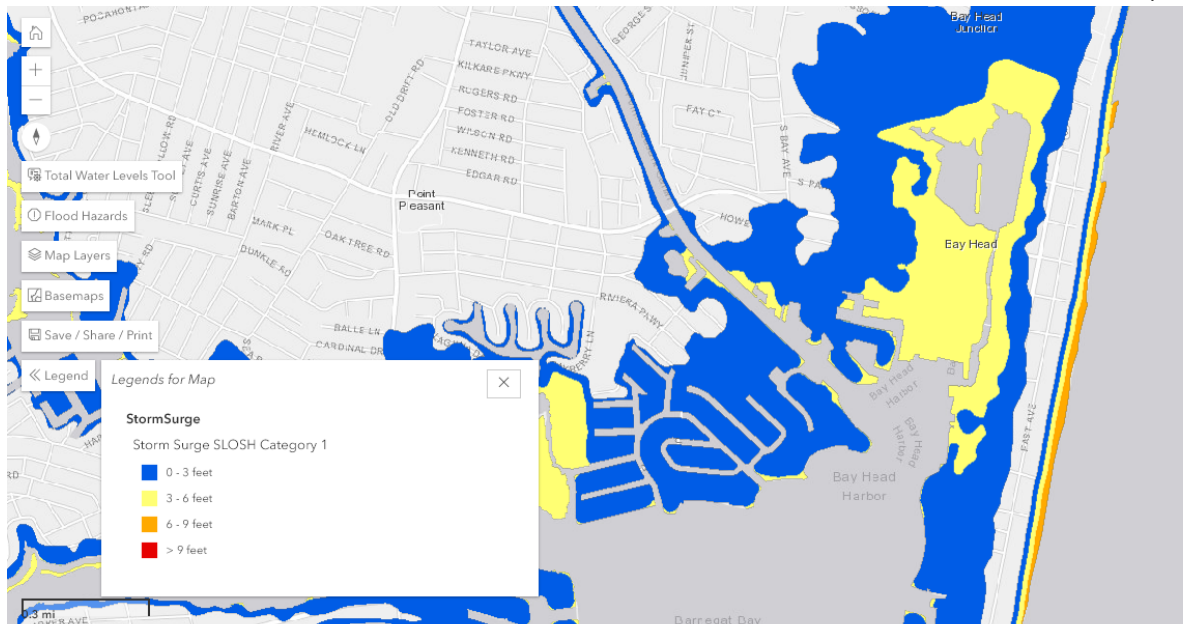 TAYLOR AVE
KILKARE PKWY
OLD DRIFT RD
RUGERS RD
FOSTER RD
WILSON RD
KENNETH RD
EDGAR RD
HEMLOCK LN
RIVER AVE
CURTIS AVE
SUNRISE AVE
BARTON AVE
JUNIPER ST
FAY CT
S BAY AVE
Bay Head
Junction
Total Water Levels Tool
Flood Hazards
Map Layers
Basemaps
Save / Share / Print
Legend
Point
Pleasant
MARK PL
OAK TREE RD
DUNKLE RD
Bay Head
RIVIERA PKWY
BALLE LN
CARDINAL DR
Legends for Map
StormSurge
Storm Surge SLOSH Category 1
0 - 3 feet
3 - 6 feet
6 - 9 feet
> 9 feet
Bay Head
Harbor
Bay Head
Harbor
Bay Head
Harbor
EAST AVE
0.3 mi
Barnegat Bay